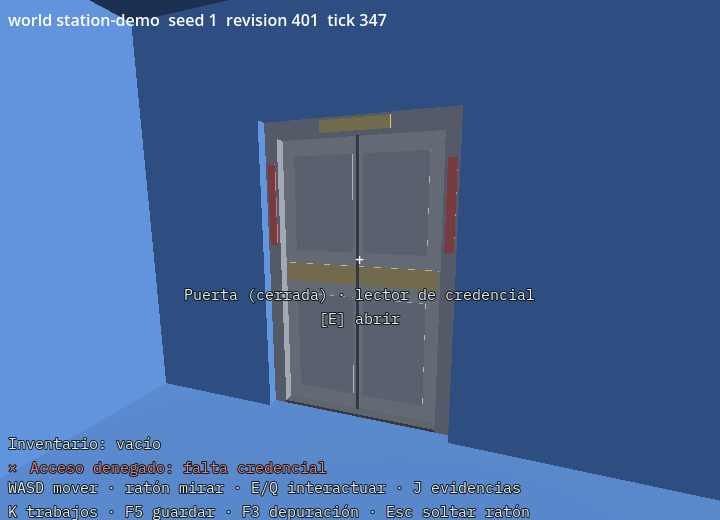 world station-demo  seed 1  revision 401  tick 347
Puerta (cerrada) · lector de credencial
[E] abrir
Inventario: vacío
× Acceso denegado: falta credencial
WASD mover · ratón mirar · E/Q interactuar · J evidencias
K trabajos · F5 guardar · F3 depuración · Esc soltar ratón